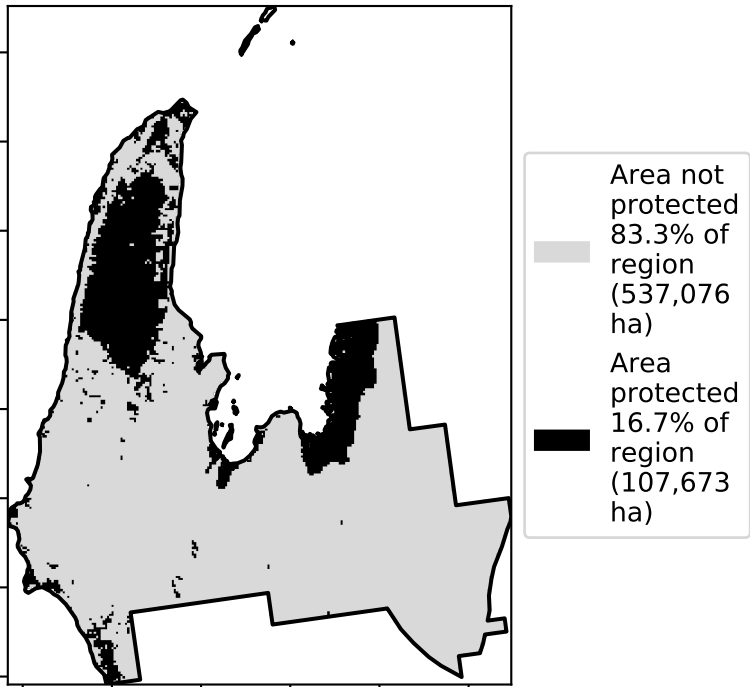 Area not
protected
83.3% of
region
(537,076
ha)
Area
protected
16.7% of
region
(107,673
ha)